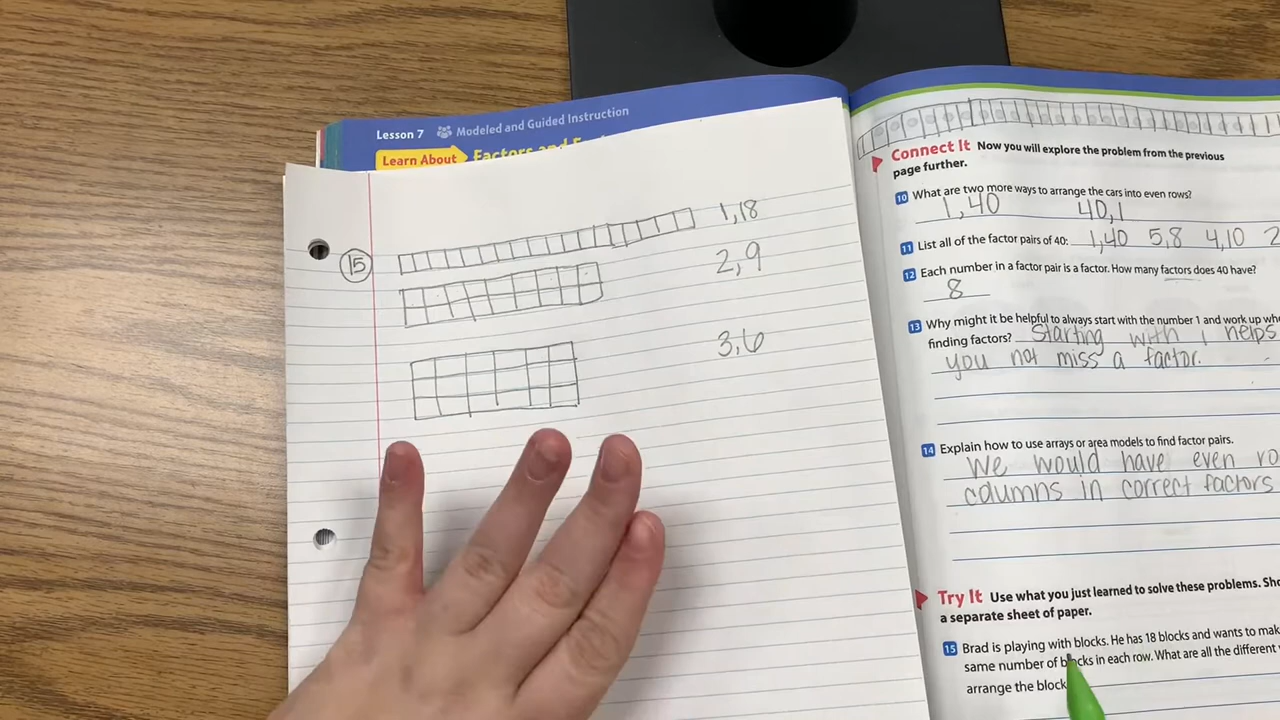 Lesson 7 Modeled and Guided Instruction
Learn About Factors and
15
1,18
2,9
3,6
Connect It Now you will explore the problem from the previous
page further.
10 What are two more ways to arrange the cars into even rows?
1,40 40,1
11 List all of the factor pairs of 40: 1,40 5,8 4,10 2
12 Each number in a factor pair is a factor. How many factors does 40 have?
8
13 Why might it be helpful to always start with the number 1 and work up
finding factors? Starting with 1 helps
you not miss a factor.
14 Explain how to use arrays or area models to find factor pairs.
We would have even
columns in correct factors
Try It Use what you just learned to solve these problems.
a separate sheet of paper.
15 Brad is playing with blocks. He has 18 blocks and wants to
same number of blocks in each row. What are all the different
arrange the block